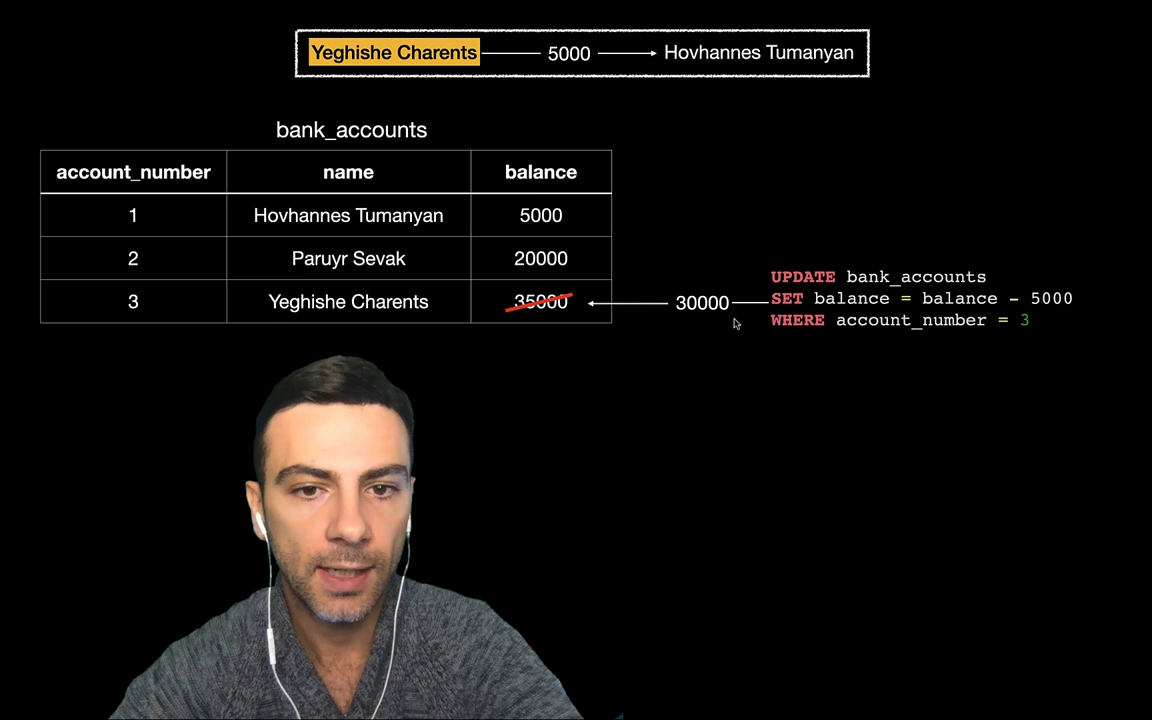 Yeghishe Charents 5000 Hovhannes Tumanyan
bank_accounts
account_number name balance
1 Hovhannes Tumanyan 5000
2 Paruyr Sevak 20000
3 Yeghishe Charents 35000
30000
UPDATE bank_accounts
SET balance = balance - 5000
WHERE account_number = 3